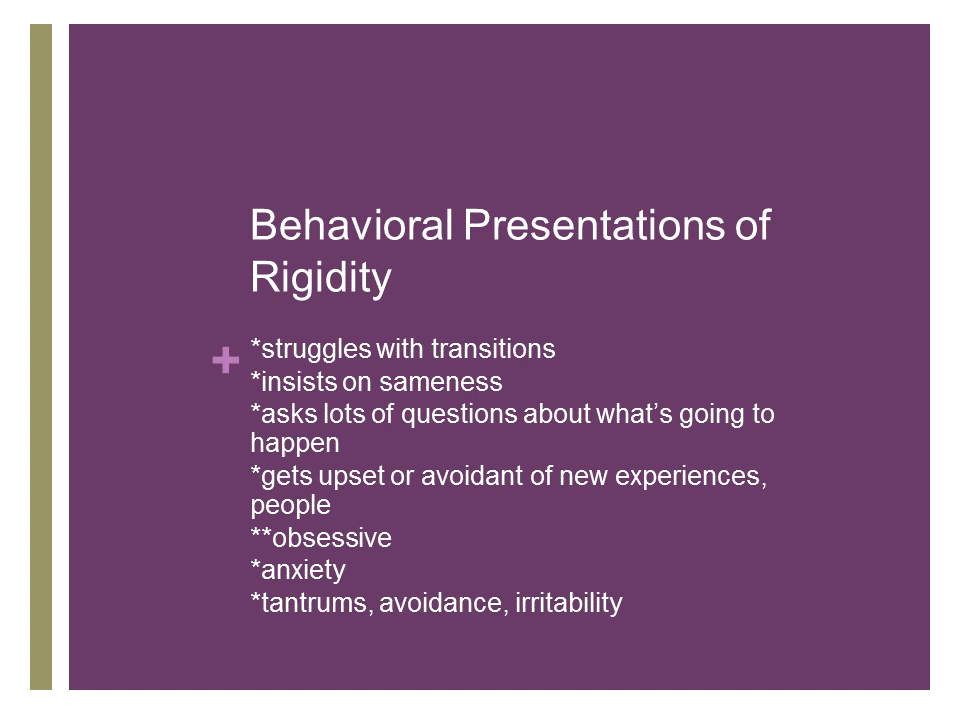 Behavioral Presentations of
Rigidity
+
*struggles with transitions
*insists on sameness
*asks lots of questions about what’s going to
happen
*gets upset or avoidant of new experiences,
people
**obsessive
*anxiety
*tantrums, avoidance, irritability